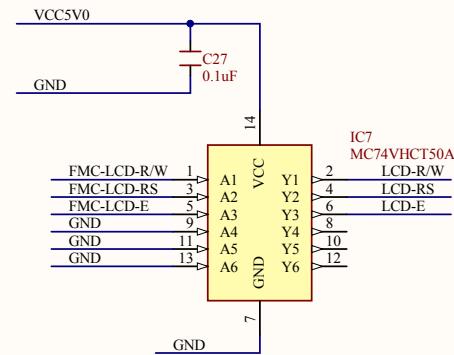 VCC5V0
C27
0.1uF
GND
14
IC7
MC74VHCT50A
VCC
FMC-LCD-R/W 1 A1 Y1 2 LCD-R/W
FMC-LCD-RS 3 A2 Y2 4 LCD-RS
FMC-LCD-E 5 A3 Y3 6 LCD-E
GND 9 A4 Y4 8
GND 11 A5 Y5 10
GND 13 A6 Y6 12
GND
7
GND